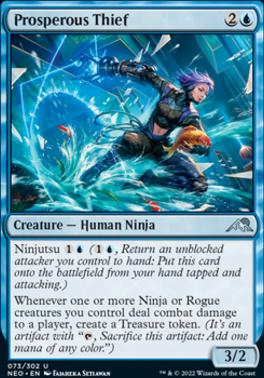 Prosperous Thief 2
Creature — Human Ninja
Ninjutsu 1 (1, Return an unblocked
attacker you control to hand: Put this card
onto the battlefield from your hand tapped and
attacking.)
Whenever one or more Ninja or Rogue
creatures you control deal combat damage
to a player, create a Treasure token. (It's an
artifact with “, Sacrifice this artifact: Add one
mana of any color.”)
3/2
073/302 U
NEO • EN FAJAREKA SETIAWAN
™ & © 2022 Wizards of the Coast